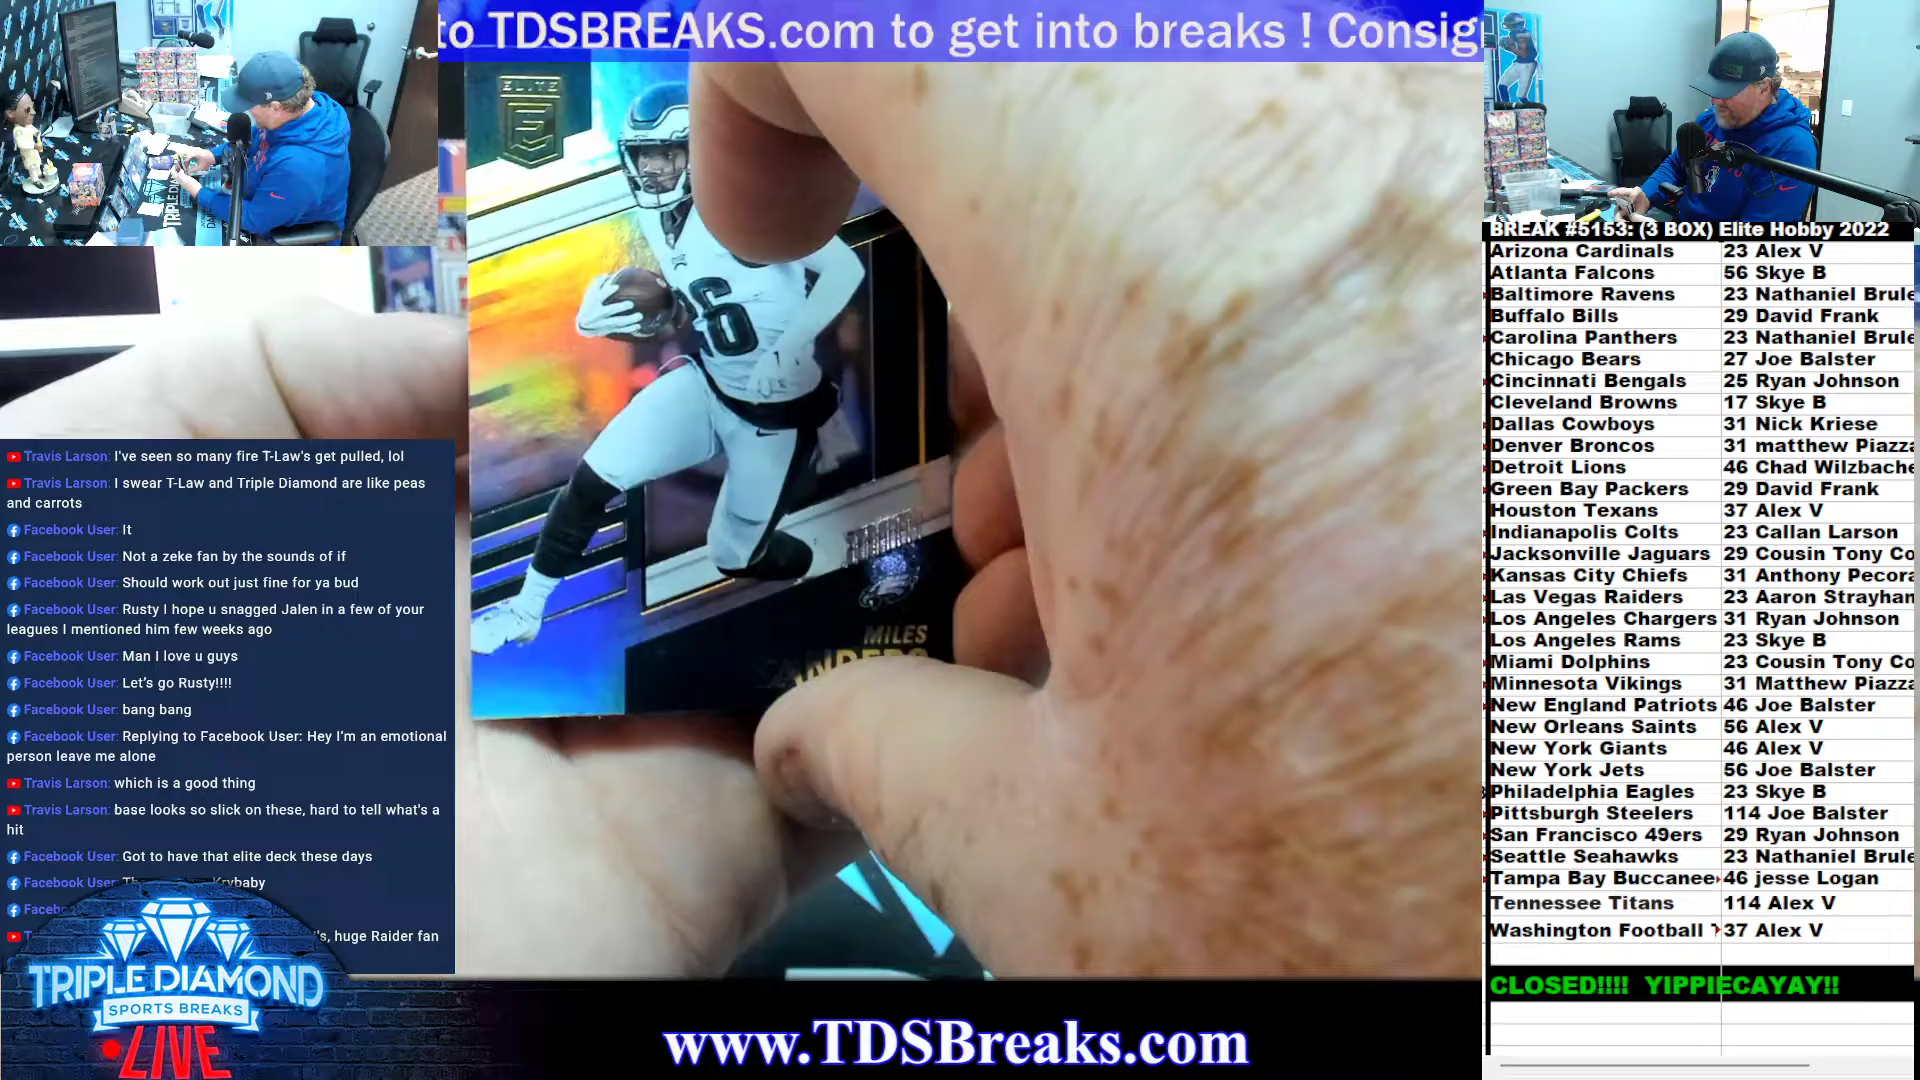 to TDSBREAKS.com to get into breaks ! Consig
ELITE
E
6
MILES
SANDERS
Travis Larson: I've seen so many fire T-Law's get pulled, lol
Travis Larson: I swear T-Law and Triple Diamond are like peas
and carrots
Facebook User: It
Facebook User: Not a zeke fan by the sounds of if
Facebook User: Should work out just fine for ya bud
Facebook User: Rusty I hope u snagged Jalen in a few of your
leagues I mentioned him few weeks ago
Facebook User: Man I love u guys
Facebook User: Let's go Rusty!!!!
Facebook User: bang bang
Facebook User: Replying to Facebook User: Hey I'm an emotional
person leave me alone
Travis Larson: which is a good thing
Travis Larson: base looks so slick on these, hard to tell what's a
hit
Facebook User: Got to have that elite deck these days
Facebook User: Krybaby
huge Raider fan
TRIPLE DIAMOND
SPORTS BREAKS
LIVE
www.TDSBreaks.com
BREAK #5153: (3 BOX) Elite Hobby 2022
Arizona Cardinals 23 Alex V
Atlanta Falcons 56 Skye B
Baltimore Ravens 23 Nathaniel Brule
Buffalo Bills 29 David Frank
Carolina Panthers 23 Nathaniel Brule
Chicago Bears 27 Joe Balster
Cincinnati Bengals 25 Ryan Johnson
Cleveland Browns 17 Skye B
Dallas Cowboys 31 Nick Kriese
Denver Broncos 31 matthew Piazza
Detroit Lions 46 Chad Wilzbache
Green Bay Packers 29 David Frank
Houston Texans 37 Alex V
Indianapolis Colts 23 Callan Larson
Jacksonville Jaguars 29 Cousin Tony Co
Kansas City Chiefs 31 Anthony Pecora
Las Vegas Raiders 23 Aaron Strayhan
Los Angeles Chargers 31 Ryan Johnson
Los Angeles Rams 23 Skye B
Miami Dolphins 23 Cousin Tony Co
Minnesota Vikings 31 Matthew Piazza
New England Patriots 46 Joe Balster
New Orleans Saints 56 Alex V
New York Giants 46 Alex V
New York Jets 56 Joe Balster
Philadelphia Eagles 23 Skye B
Pittsburgh Steelers 114 Joe Balster
San Francisco 49ers 29 Ryan Johnson
Seattle Seahawks 23 Nathaniel Brule
Tampa Bay Buccanee 46 jesse Logan
Tennessee Titans 114 Alex V
Washington Football 37 Alex V
CLOSED!!!! YIPPIECAYAY!!